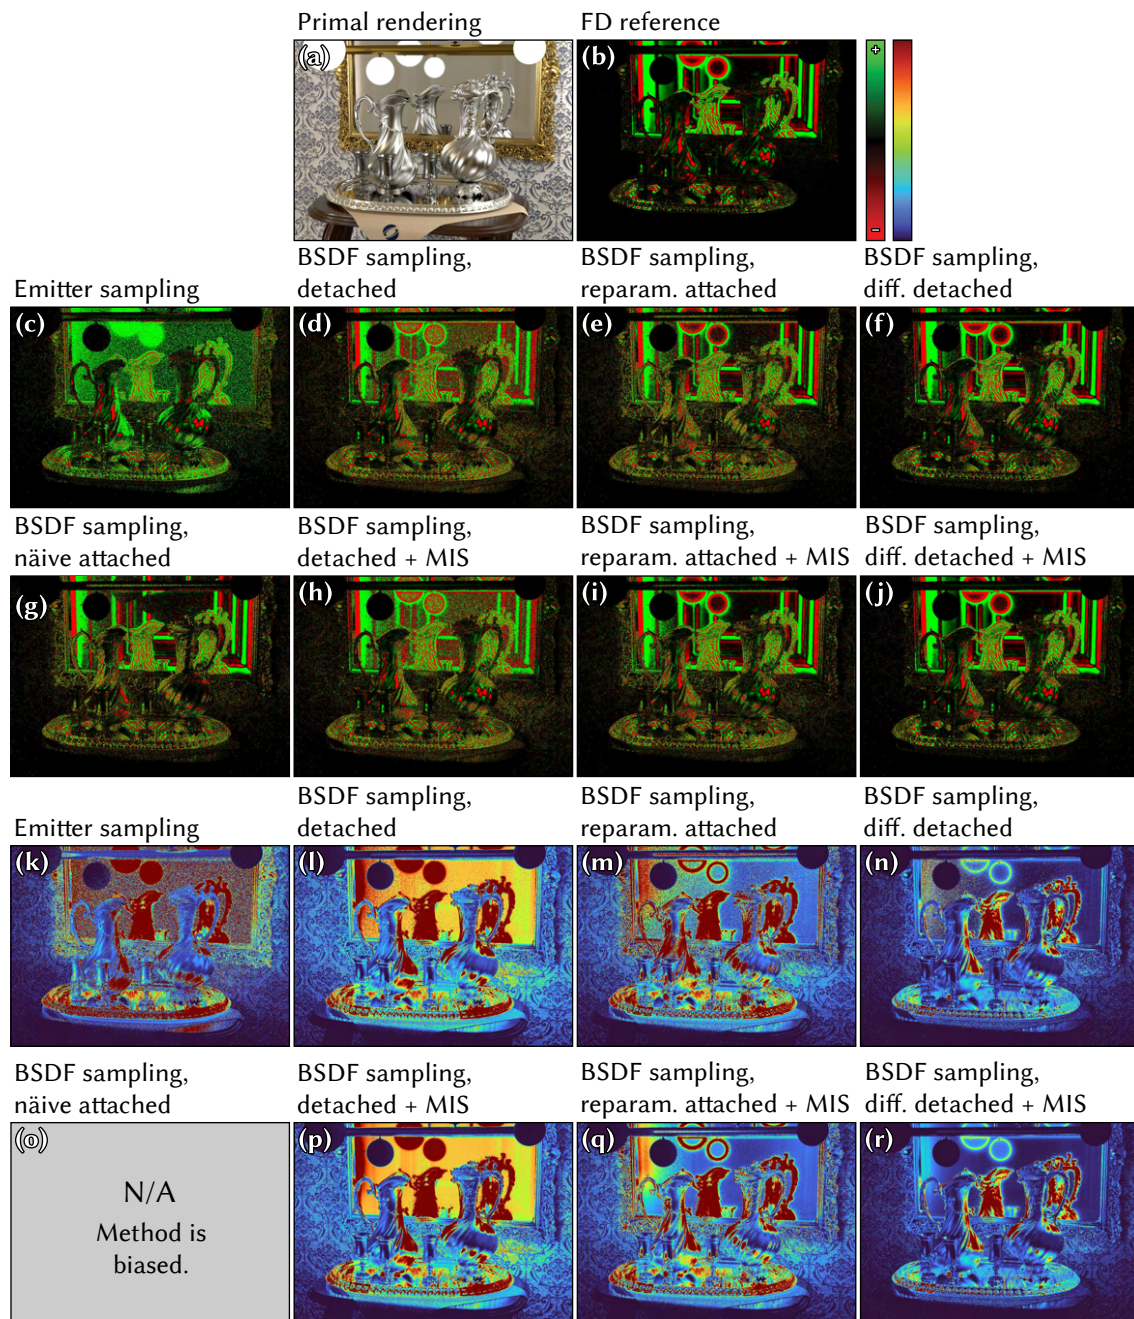 Primal rendering
FD reference
(a)
(b)
+
−
Emitter sampling
BSDF sampling,
detached
BSDF sampling,
reparam. attached
BSDF sampling,
diff. detached
(c)
(d)
(e)
(f)
BSDF sampling,
näive attached
BSDF sampling,
detached + MIS
BSDF sampling,
reparam. attached + MIS
BSDF sampling,
diff. detached + MIS
(g)
(h)
(i)
(j)
Emitter sampling
BSDF sampling,
detached
BSDF sampling,
reparam. attached
BSDF sampling,
diff. detached
(k)
(l)
(m)
(n)
BSDF sampling,
näive attached
BSDF sampling,
detached + MIS
BSDF sampling,
reparam. attached + MIS
BSDF sampling,
diff. detached + MIS
(o)
N/A
Method is
biased.
(p)
(q)
(r)